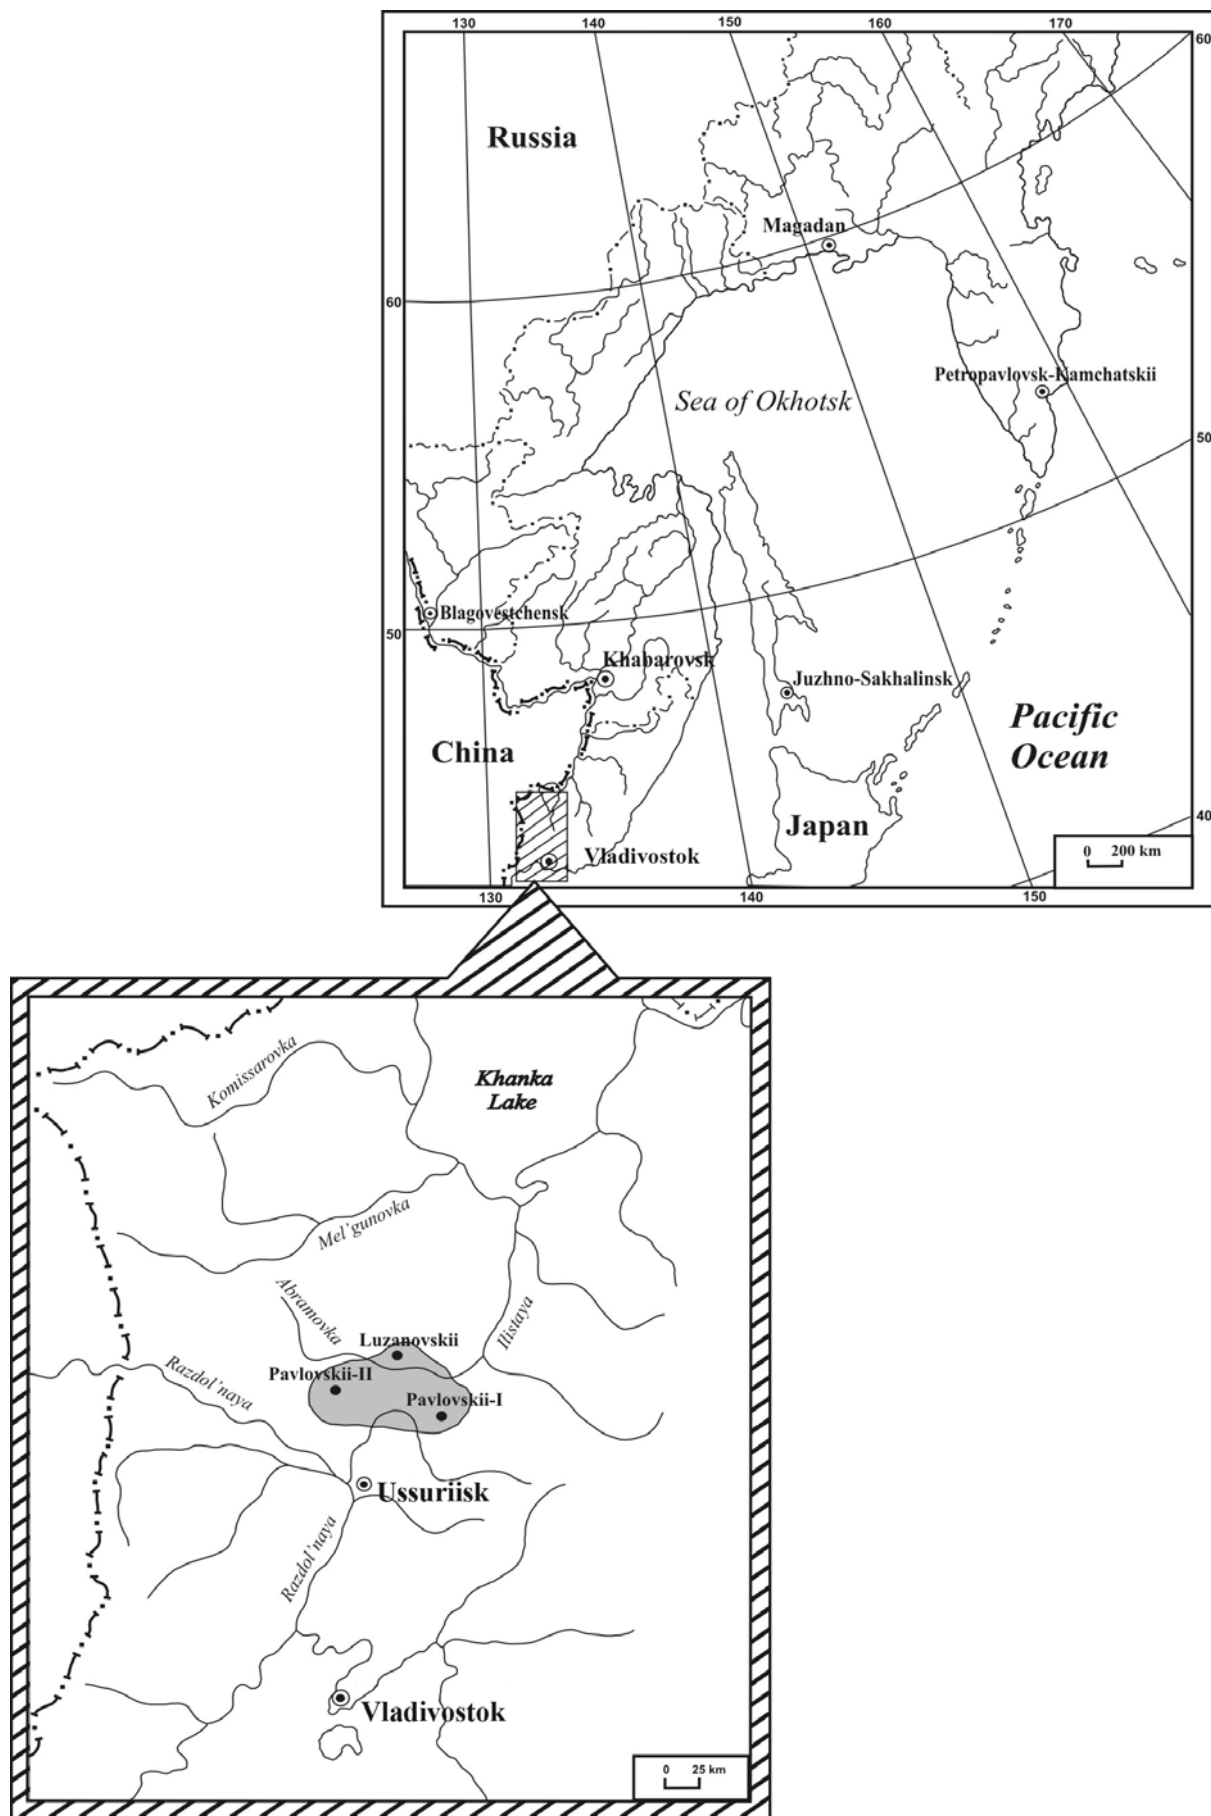 130
140
150
160
170
60
Russia
Magadan
60
Petropavlovsk-Kamchatskii
Sea of Okhotsk
50
Blagovestchensk
50
Khabarovsk
Juzhno-Sakhalinsk
Pacific
Ocean
China
Japan
40
Vladivostok
0 200 km
130
140
150
Komissarovka
Khanka
Lake
Mel'gunovka
Abramovka
Ilistaya
Luzanovskii
Razdol'naya
Pavlovskii-II
Pavlovskii-I
Ussuriisk
Razdol'naya
Vladivostok
0 25 km